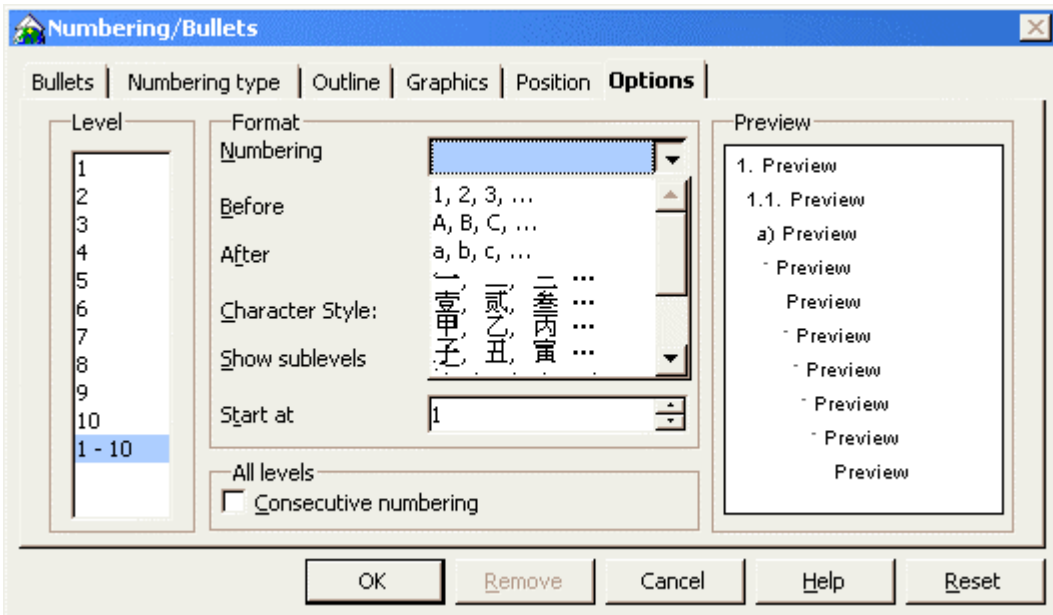 Numbering/Bullets
Bullets Numbering type Outline Graphics Position Options
Level
1
2
3
4
5
6
7
8
9
10
1 - 10
Format
Numbering
1, 2, 3, ...
A, B, C, ...
a, b, c, ...
一, 二, 三 ...
壹, 贰, 叁 ...
甲, 乙, 丙 ...
子, 丑, 寅 ...
Before
After
Character Style:
Show sublevels
Start at
1
All levels
Consecutive numbering
Preview
1. Preview
1.1. Preview
a) Preview
- Preview
Preview
- Preview
- Preview
- Preview
- Preview
Preview
OK Remove Cancel Help Reset